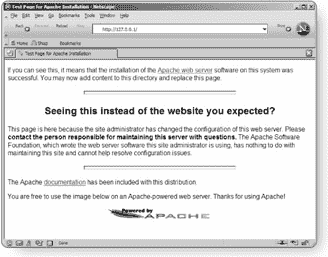 Test Page for Apache Installation - Netscape
File Edit View Go Bookmarks Tools Window Help
http://127.0.0.1/
Home Bookmarks
Test Page for Apache Installation
If you can see this, it means that the installation of the Apache web server software on this system was
successful. You may now add content to this directory and replace this page.
Seeing this instead of the website you expected?
This page is here because the site administrator has changed the configuration of this web server. Please
contact the person responsible for maintaining this server with questions. The Apache Software
Foundation, which wrote the web server software this site administrator is using, has nothing to do with
maintaining this site and cannot help resolve configuration issues.
The Apache documentation has been included with this distribution.
You are free to use the image below on an Apache-powered web server. Thanks for using Apache!
Powered by
APACHE
Done